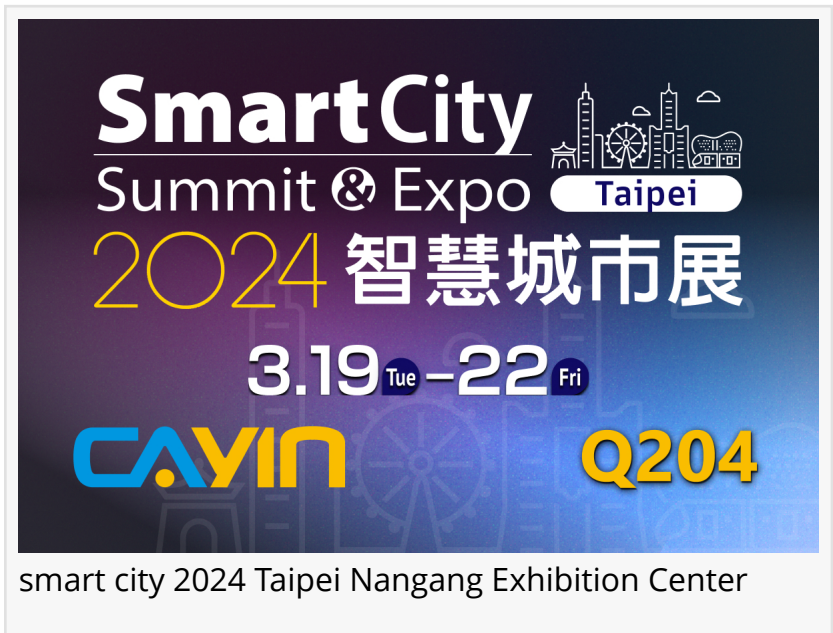 Smart City
Summit & Expo
Taipei
2024 智慧城市展
3.19 Tue – 22 Fri
CAYIN
Q204
smart city 2024 Taipei Nangang Exhibition Center